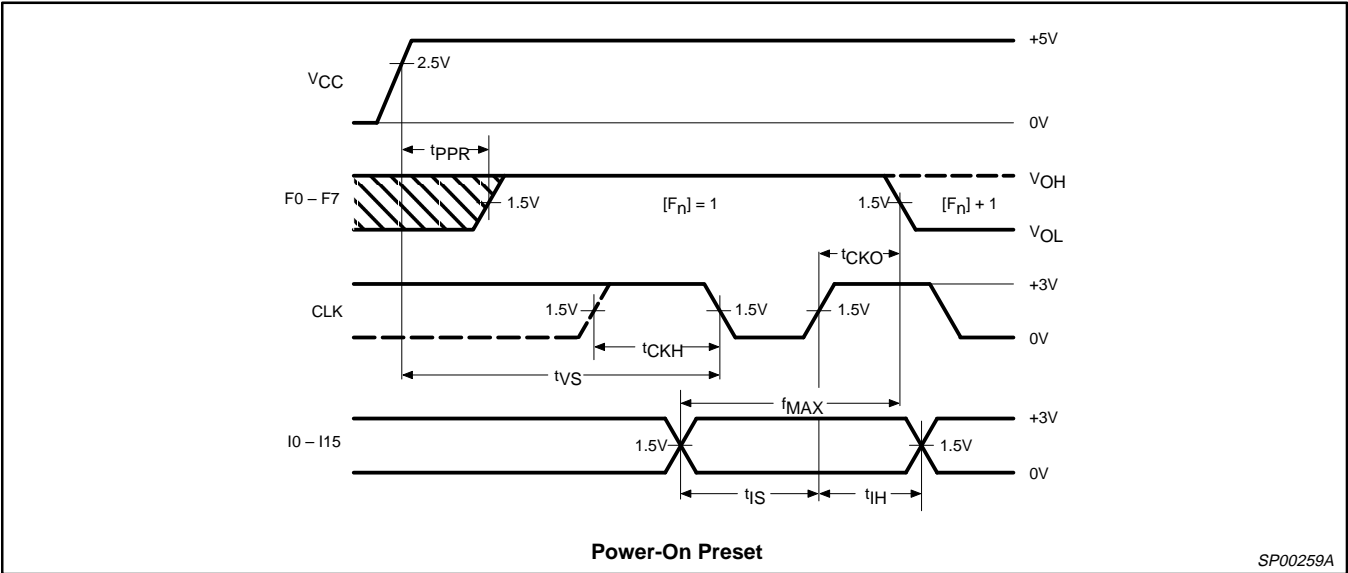 +5V
2.5V
VCC
0V
tPPR
VOH
F0 – F7
1.5V
[Fn] = 1
1.5V
[Fn] + 1
VOL
tCKO
+3V
CLK
1.5V
1.5V
1.5V
0V
tCKH
tVS
fMAX
+3V
I0 – I15
1.5V
1.5V
0V
tIS
tIH
Power-On Preset
SP00259A